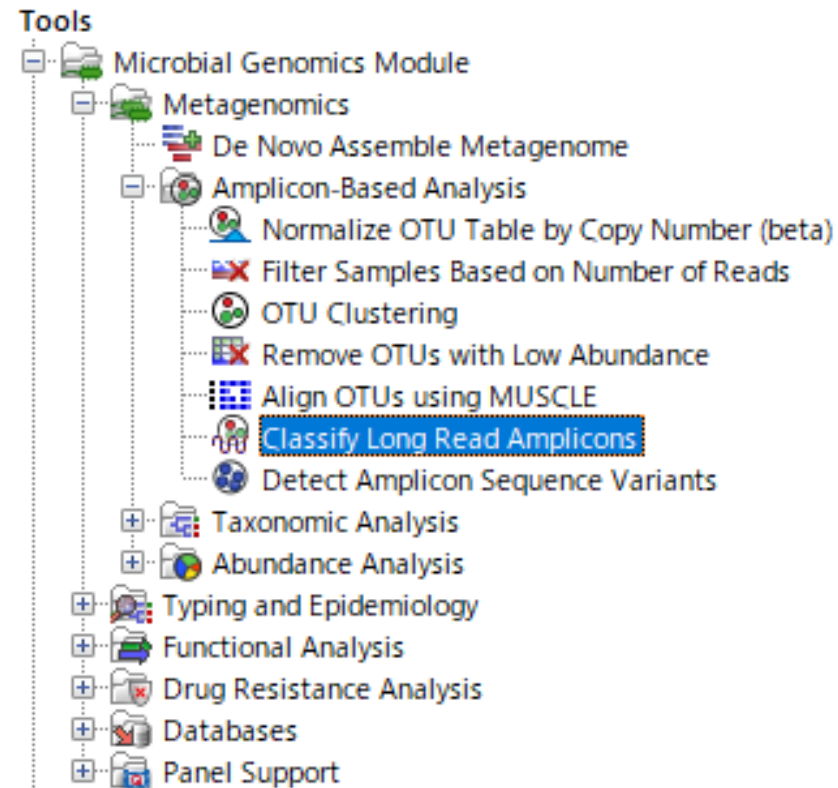 Tools
Microbial Genomics Module
Metagenomics
De Novo Assemble Metagenome
Amplicon-Based Analysis
Normalize OTU Table by Copy Number (beta)
Filter Samples Based on Number of Reads
OTU Clustering
Remove OTUs with Low Abundance
Align OTUs using MUSCLE
Classify Long Read Amplicons
Detect Amplicon Sequence Variants
Taxonomic Analysis
Abundance Analysis
Typing and Epidemiology
Functional Analysis
Drug Resistance Analysis
Databases
Panel Support